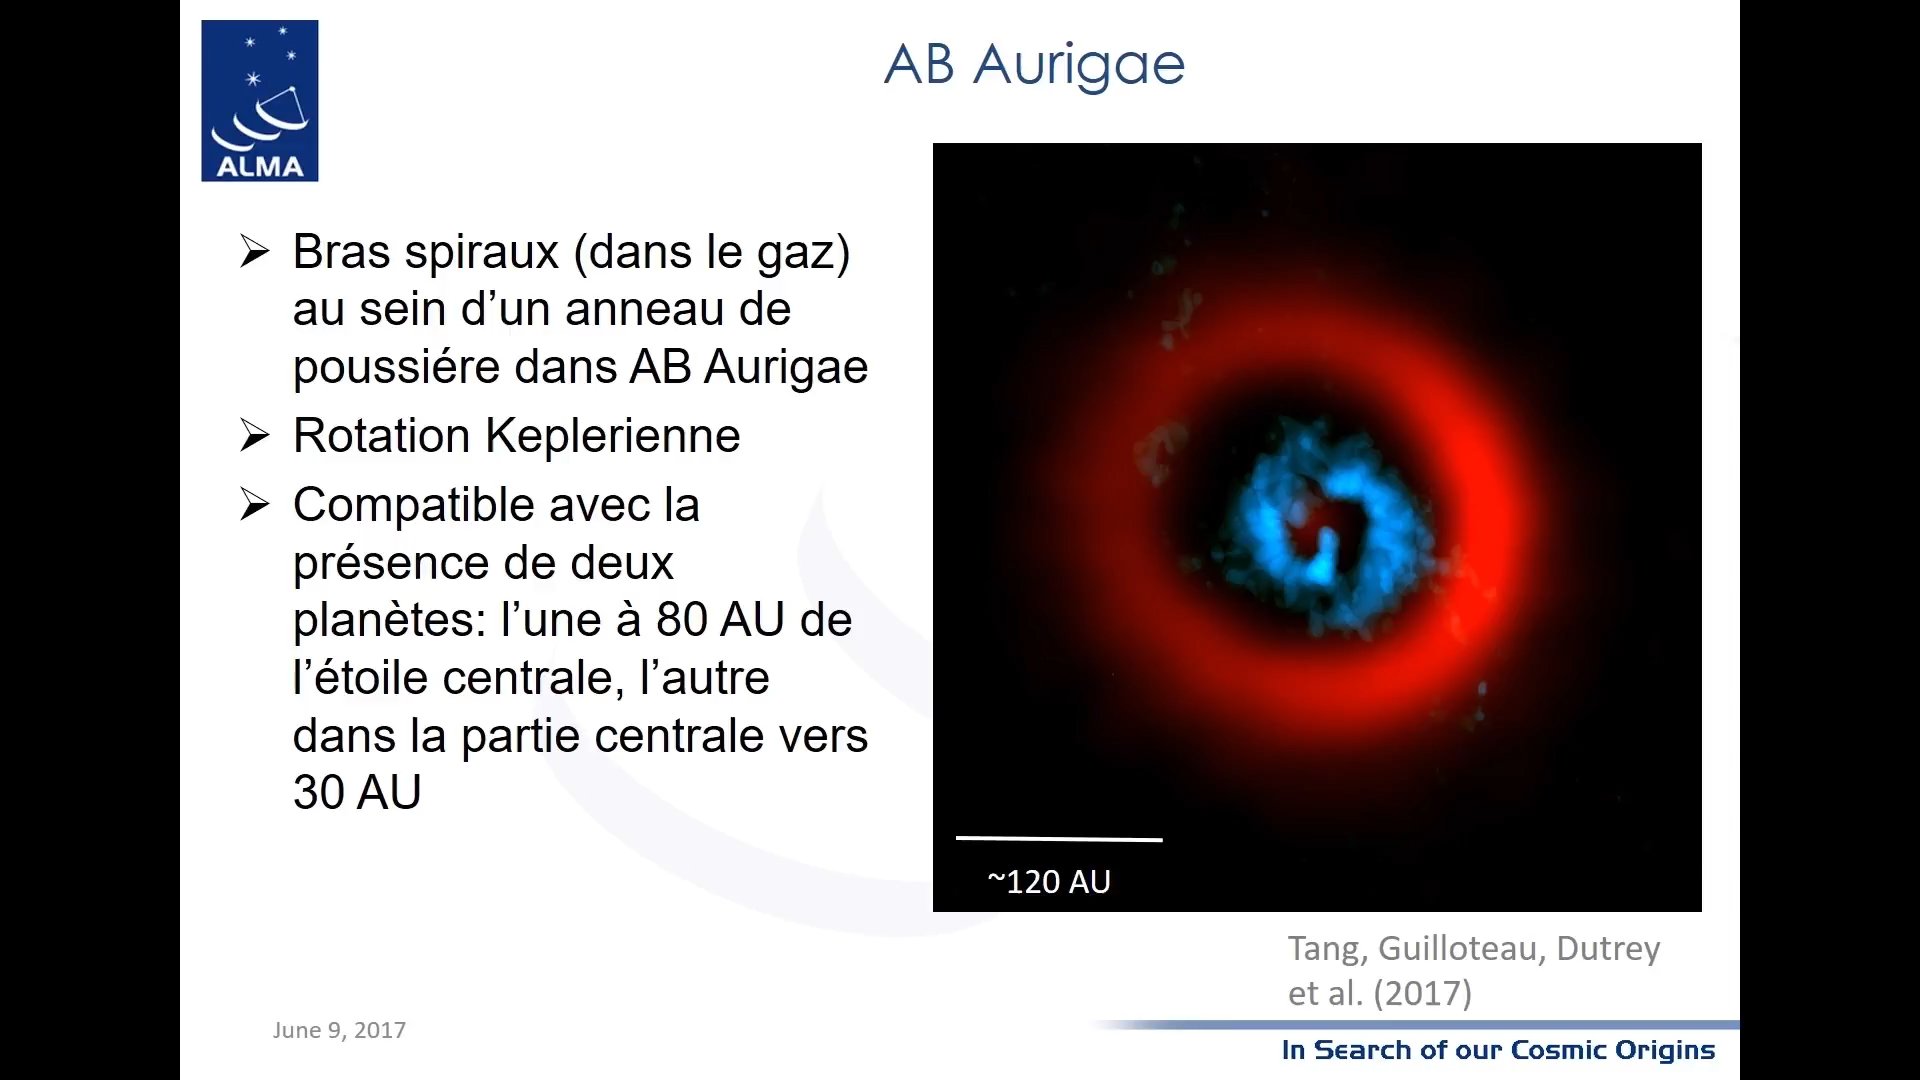 ALMA
AB Aurigae
➢ Bras spiraux (dans le gaz)
au sein d’un anneau de
poussiére dans AB Aurigae
➢ Rotation Keplerienne
➢ Compatible avec la
présence de deux
planètes: l’une à 80 AU de
l’étoile centrale, l’autre
dans la partie centrale vers
30 AU
~120 AU
Tang, Guilloteau, Dutrey
et al. (2017)
June 9, 2017
In Search of our Cosmic Origins